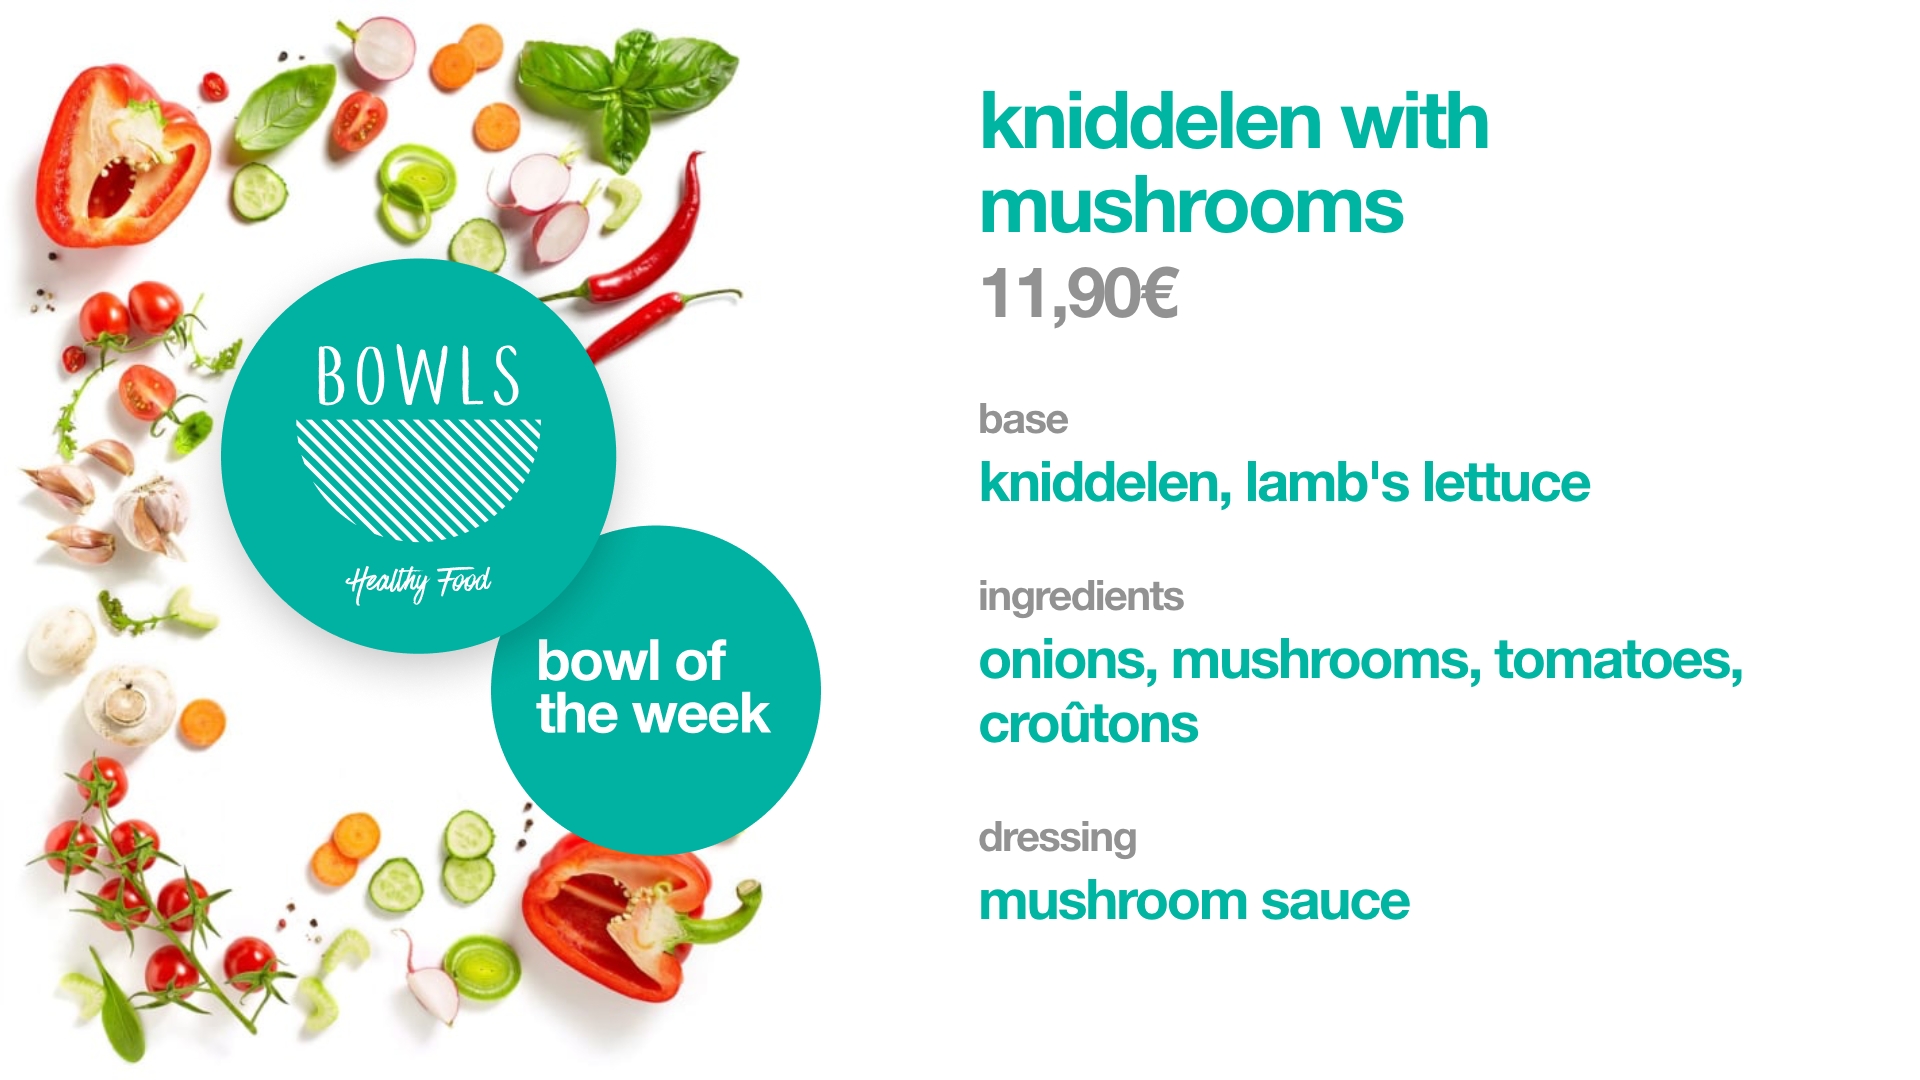 BOWLS
Healthy Food
bowl of
the week
kniddelen with
mushrooms
11,90€
base
kniddelen, lamb's lettuce
ingredients
onions, mushrooms, tomatoes,
croûtons
dressing
mushroom sauce